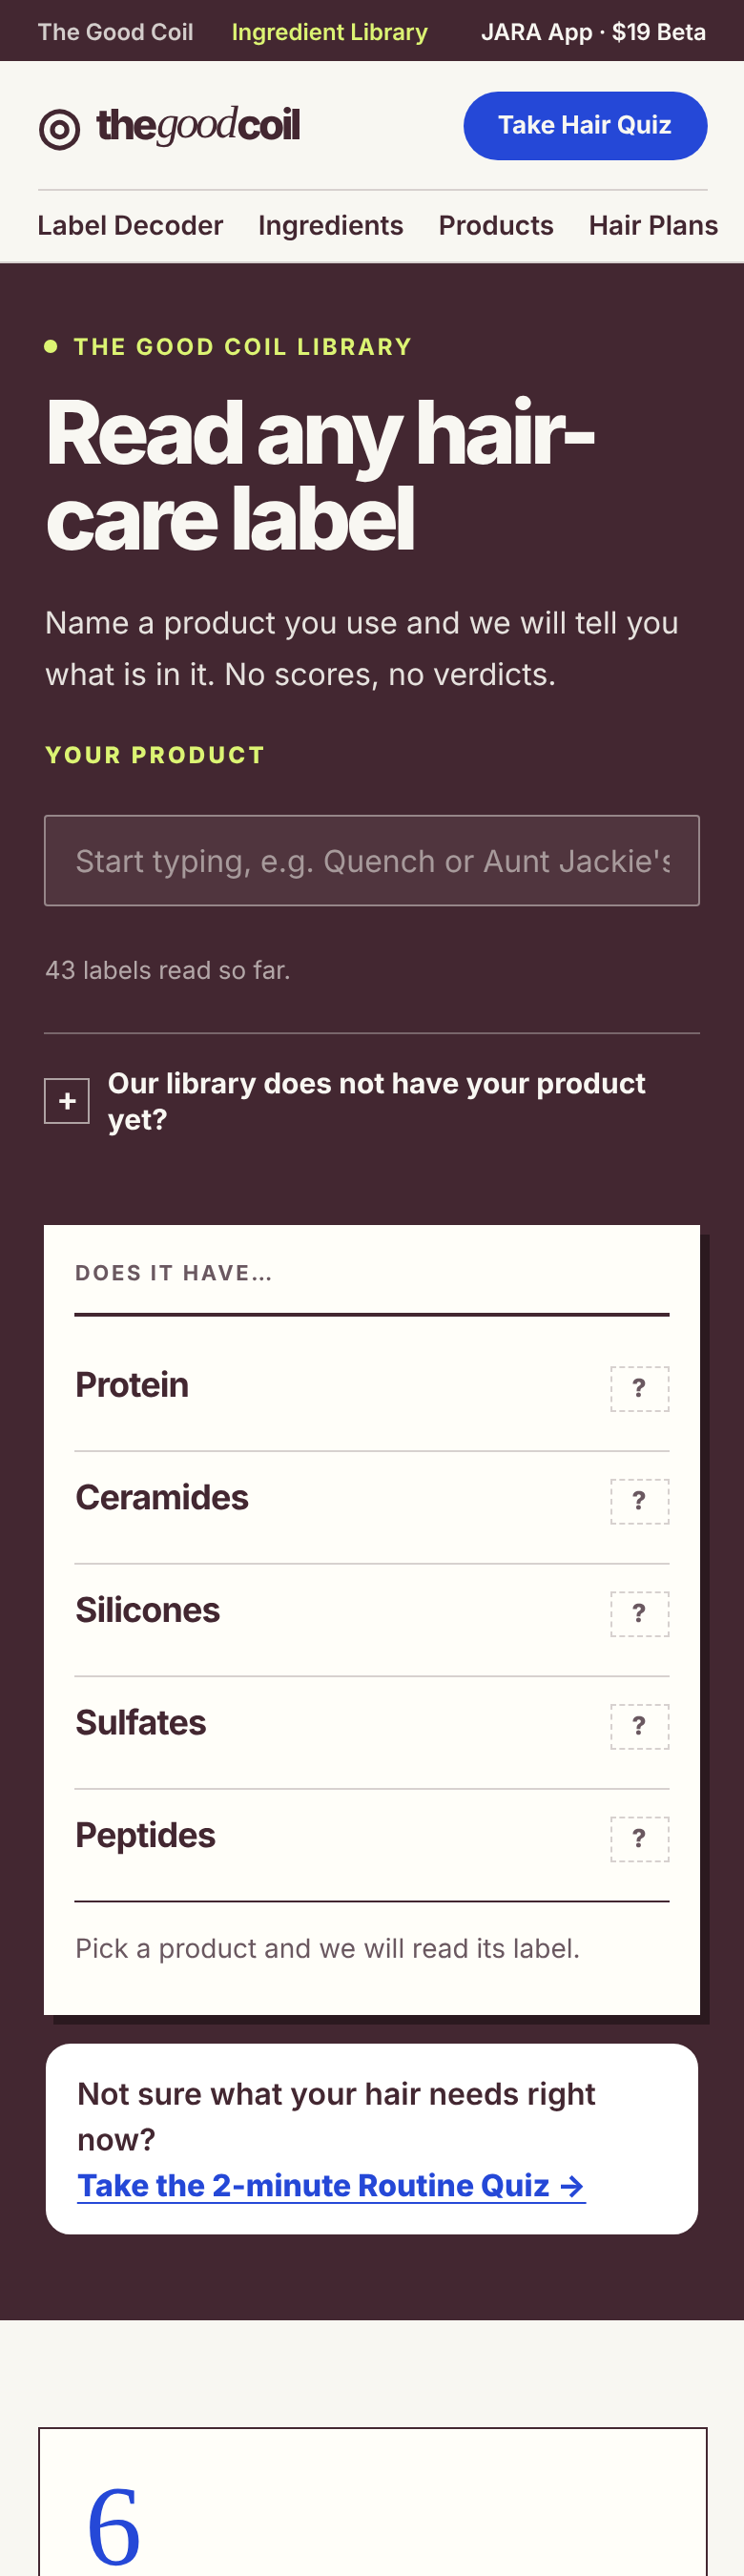 The Good Coil Ingredient Library JARA App · $19 Beta
thegoodcoil Take Hair Quiz
Label Decoder Ingredients Products Hair Plans
THE GOOD COIL LIBRARY
Read any hair-
care label
Name a product you use and we will tell you
what is in it. No scores, no verdicts.
YOUR PRODUCT
Start typing, e.g. Quench or Aunt Jackie's
43 labels read so far.
+ Our library does not have your product
yet?
DOES IT HAVE…
Protein ?
Ceramides ?
Silicones ?
Sulfates ?
Peptides ?
Pick a product and we will read its label.
Not sure what your hair needs right
now?
Take the 2-minute Routine Quiz →
6